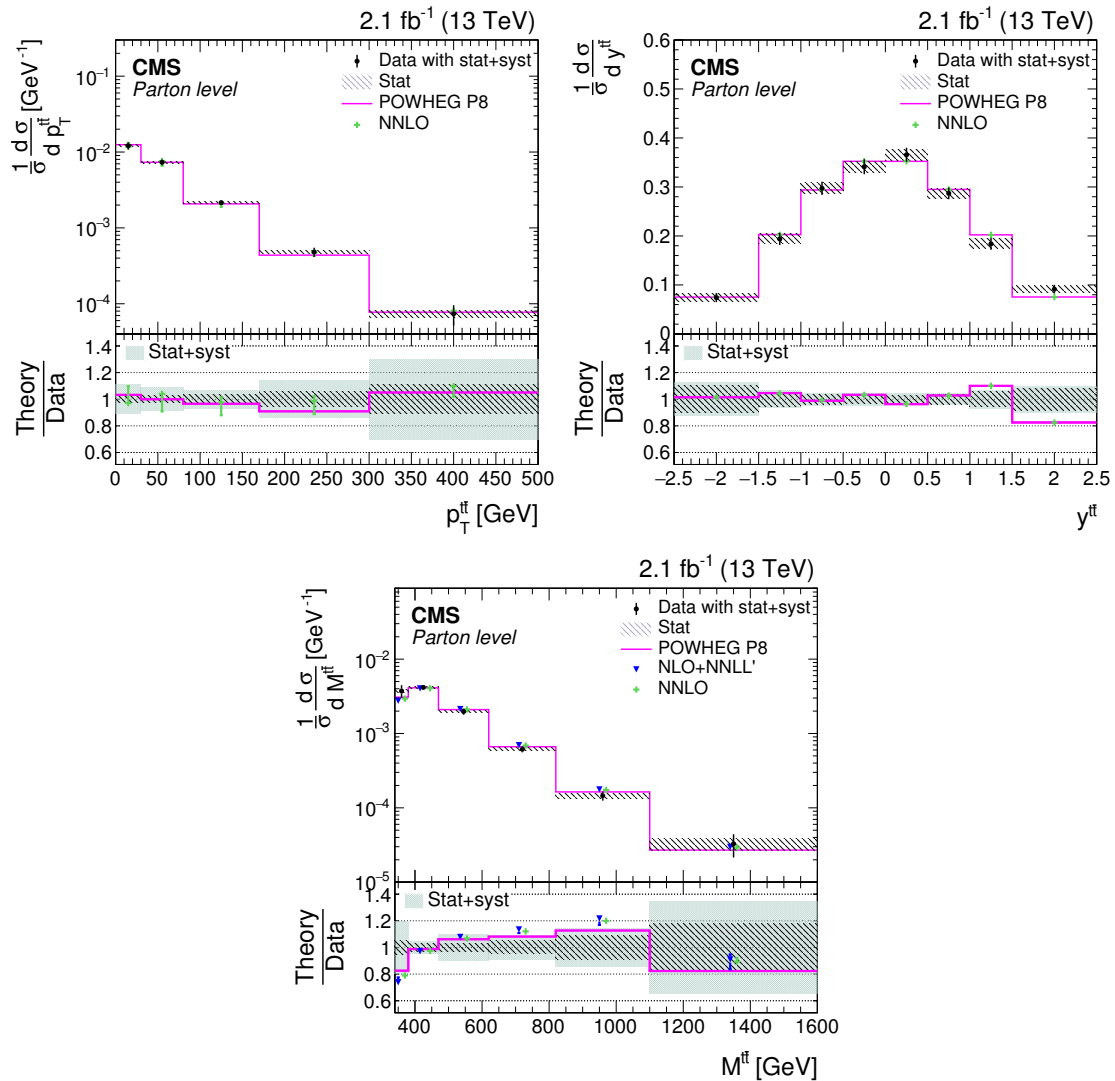 2.1 fb⁻¹ (13 TeV)
CMS
Parton level
Data with stat+syst
Stat
POWHEG P8
NNLO
1/σ dσ/dp_T^{tt̄} [GeV⁻¹]
10⁻¹
10⁻²
10⁻³
10⁻⁴
Stat+syst
Theory
Data
1.4
1.2
1
0.8
0.6
0 50 100 150 200 250 300 350 400 450 500
p_T^{tt̄} [GeV]
2.1 fb⁻¹ (13 TeV)
CMS
Parton level
Data with stat+syst
Stat
POWHEG P8
NNLO
1/σ dσ/dy^{tt̄}
0.6
0.5
0.4
0.3
0.2
0.1
0
Stat+syst
Theory
Data
1.4
1.2
1
0.8
0.6
−2.5 −2 −1.5 −1 −0.5 0 0.5 1 1.5 2 2.5
y^{tt̄}
2.1 fb⁻¹ (13 TeV)
CMS
Parton level
Data with stat+syst
Stat
POWHEG P8
NLO+NNLL'
NNLO
1/σ dσ/dM^{tt̄} [GeV⁻¹]
10⁻²
10⁻³
10⁻⁴
10⁻⁵
Stat+syst
Theory
Data
1.4
1.2
1
0.8
0.6
400 600 800 1000 1200 1400 1600
M^{tt̄} [GeV]